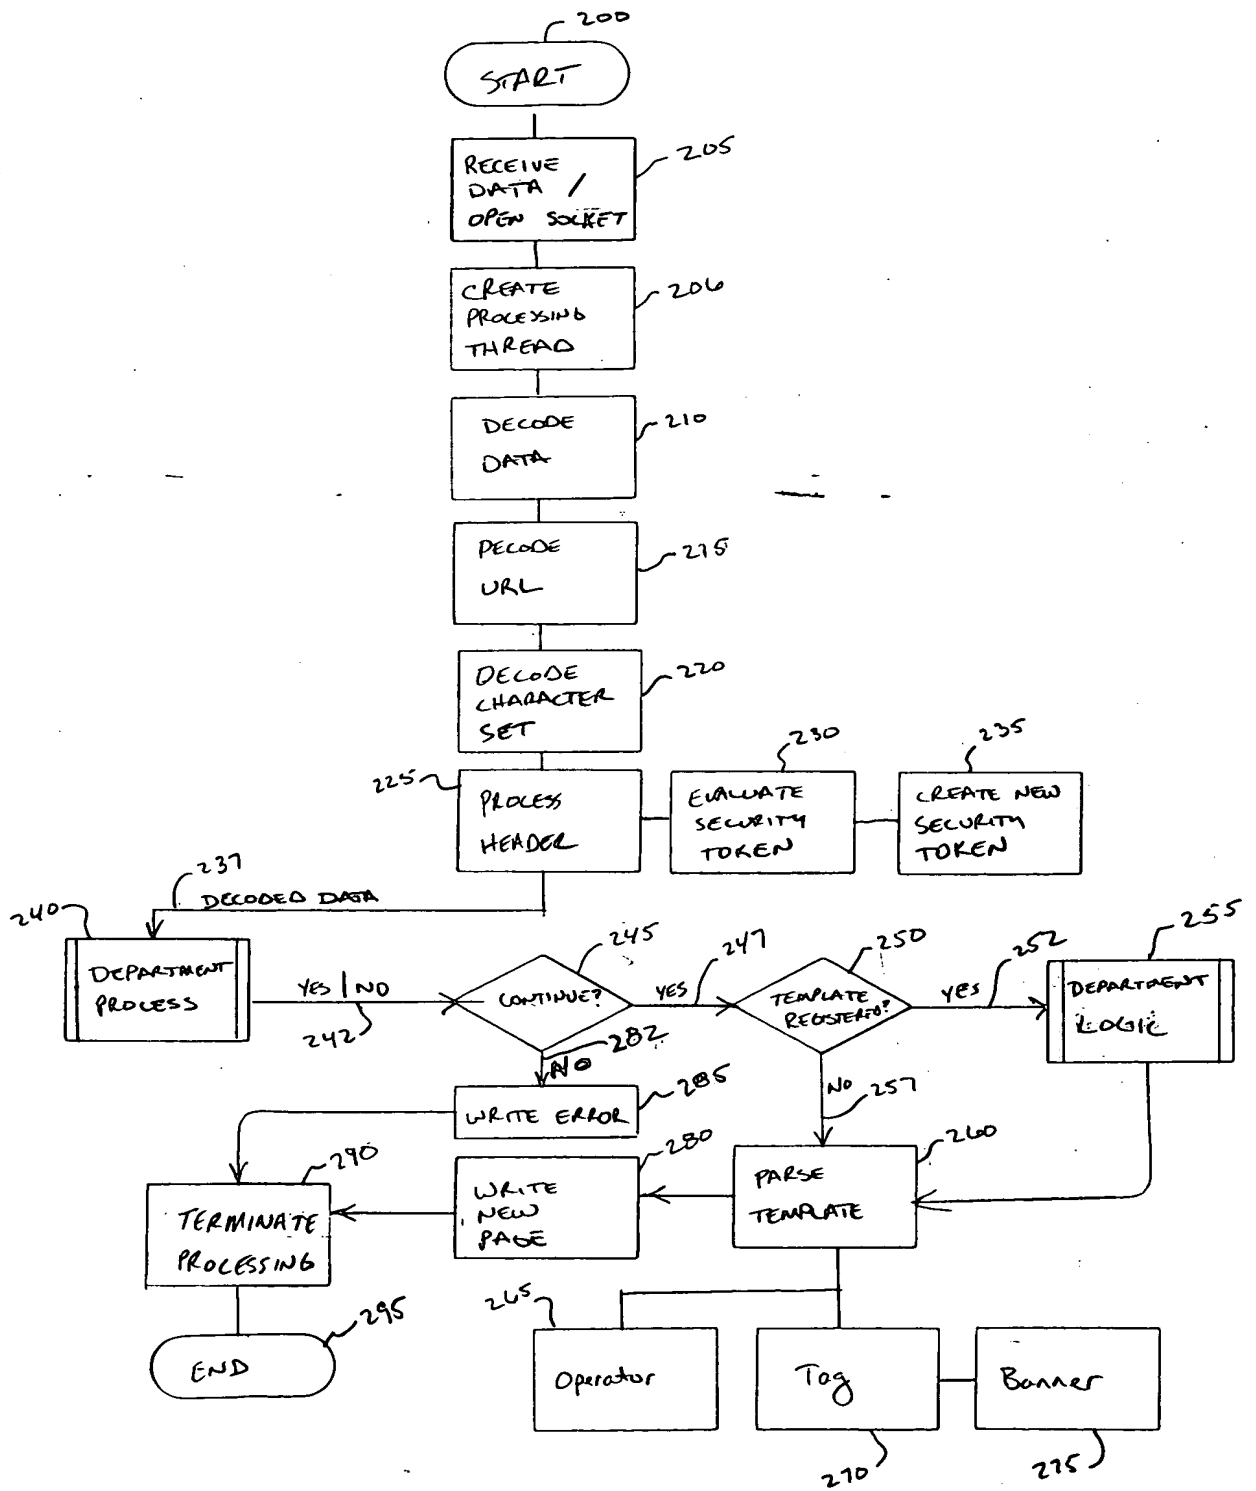 200
START
205
RECEIVE
DATA /
OPEN SOCKET
206
CREATE
PROCESSING
THREAD
210
DECODE
DATA
215
DECODE
URL
220
DECODE
CHARACTER
SET
225
PROCESS
HEADER
230
EVALUATE
SECURITY
TOKEN
235
CREATE NEW
SECURITY
TOKEN
237
DECODED DATA
240
DEPARTMENT
PROCESS
YES / NO
242
245
CONTINUE?
247
YES
250
TEMPLATE
REGISTERED?
252
YES
255
DEPARTMENT
LOGIC
282
NO
285
WRITE ERROR
NO
257
260
PARSE
TEMPLATE
280
WRITE
NEW
PAGE
290
TERMINATE
PROCESSING
295
END
265
Operator
Tag
270
Banner
275